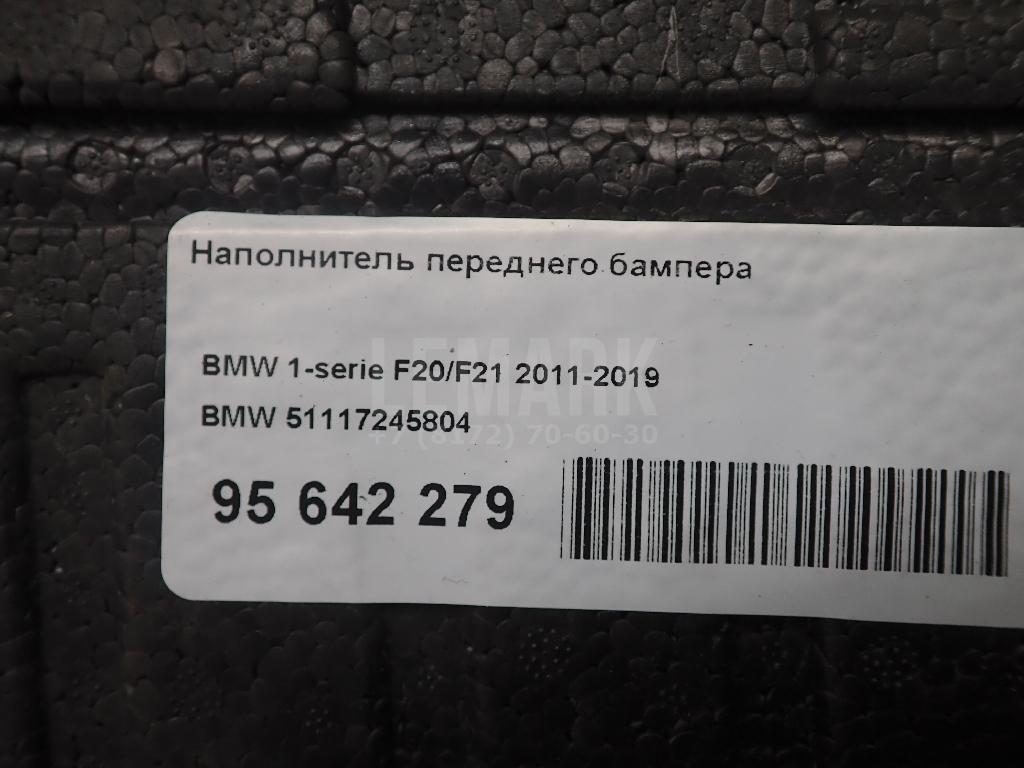 Наполнитель переднего бампера
LEMARK
BMW 1-serie F20/F21 2011-2019
BMW 51117245804
+7 (8172) 70-60-30
95 642 279